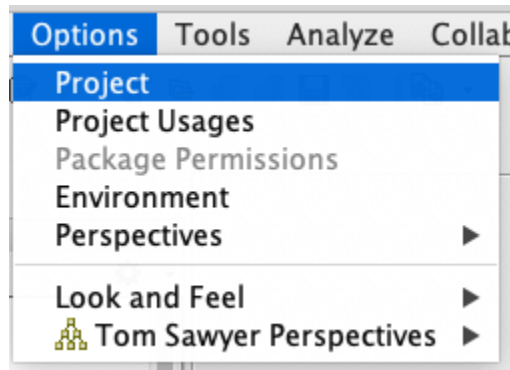 Options Tools Analyze Collab
Project
Project Usages
Package Permissions
Environment
Perspectives
Look and Feel
Tom Sawyer Perspectives